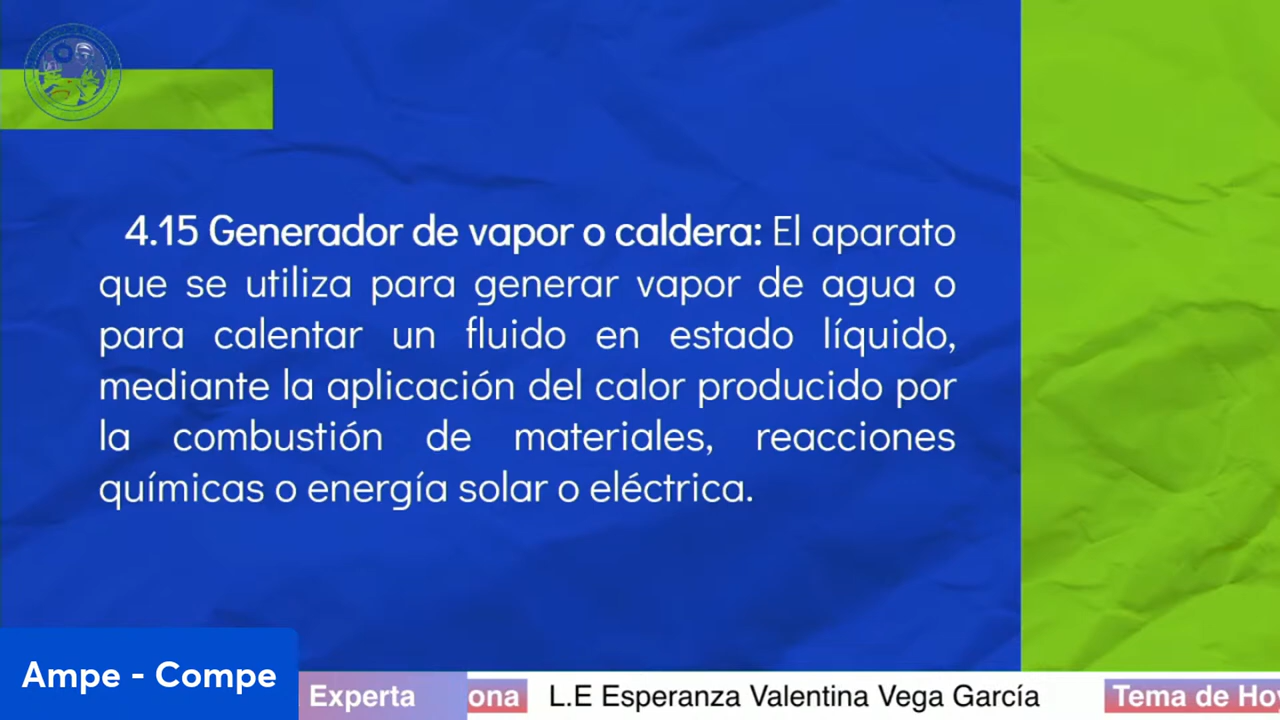 4.15 Generador de vapor o caldera: El aparato
que se utiliza para generar vapor de agua o
para calentar un fluido en estado líquido,
mediante la aplicación del calor producido por
la combustión de materiales, reacciones
químicas o energía solar o eléctrica.
Ampe - Compe
Experta
ona
L.E Esperanza Valentina Vega García
Tema de Hoy